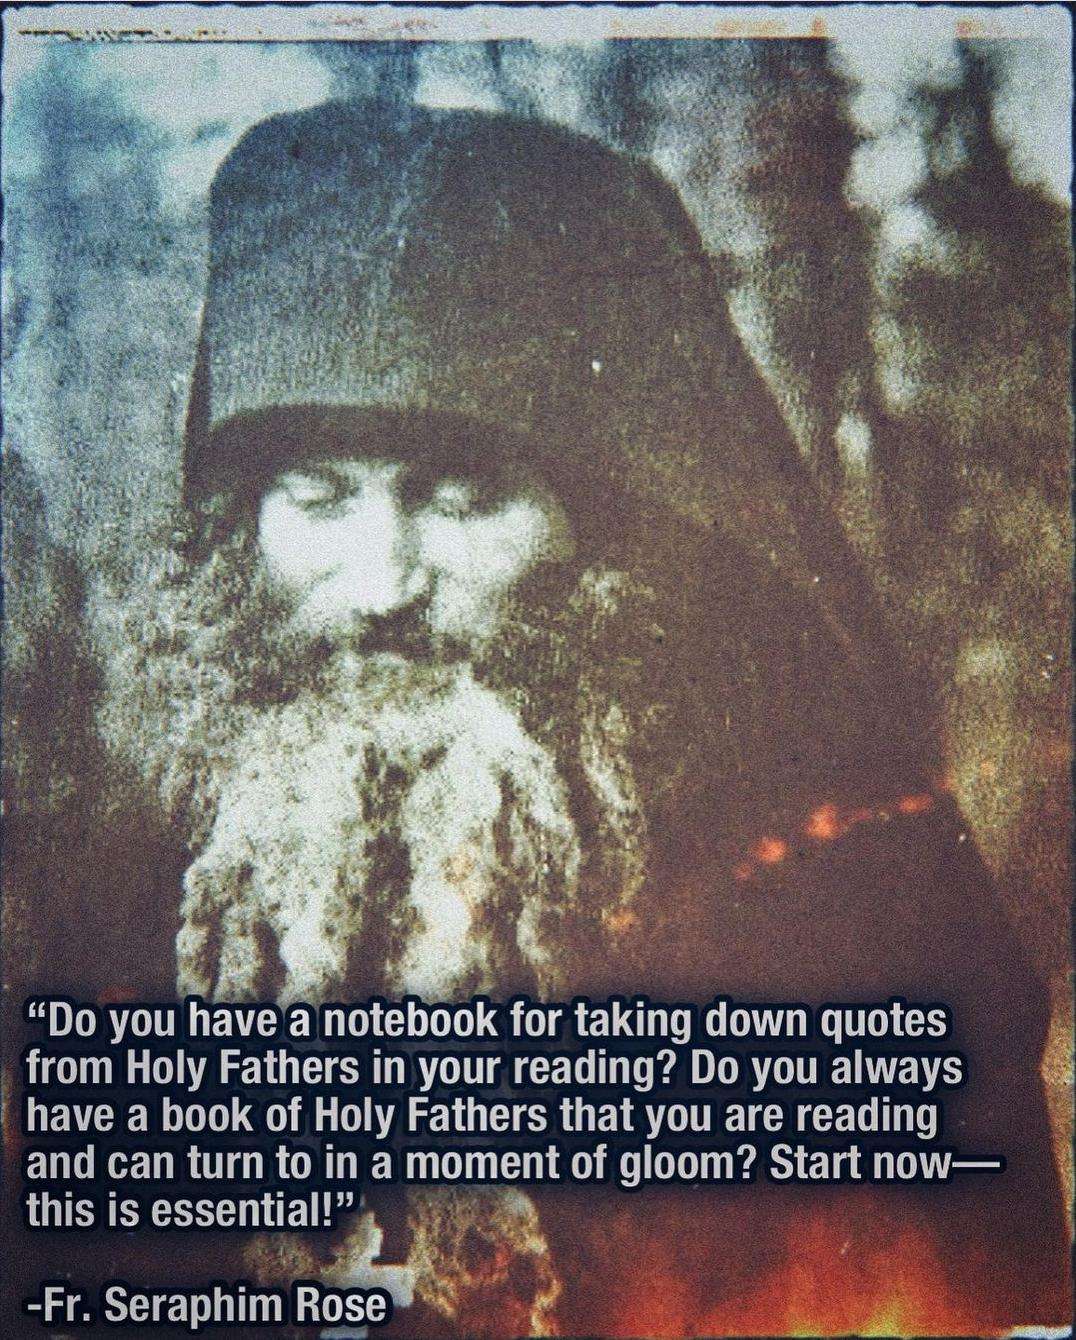 “Do you have a notebook for taking down quotes
from Holy Fathers in your reading? Do you always
have a book of Holy Fathers that you are reading
and can turn to in a moment of gloom? Start now—
this is essential!”
-Fr. Seraphim Rose